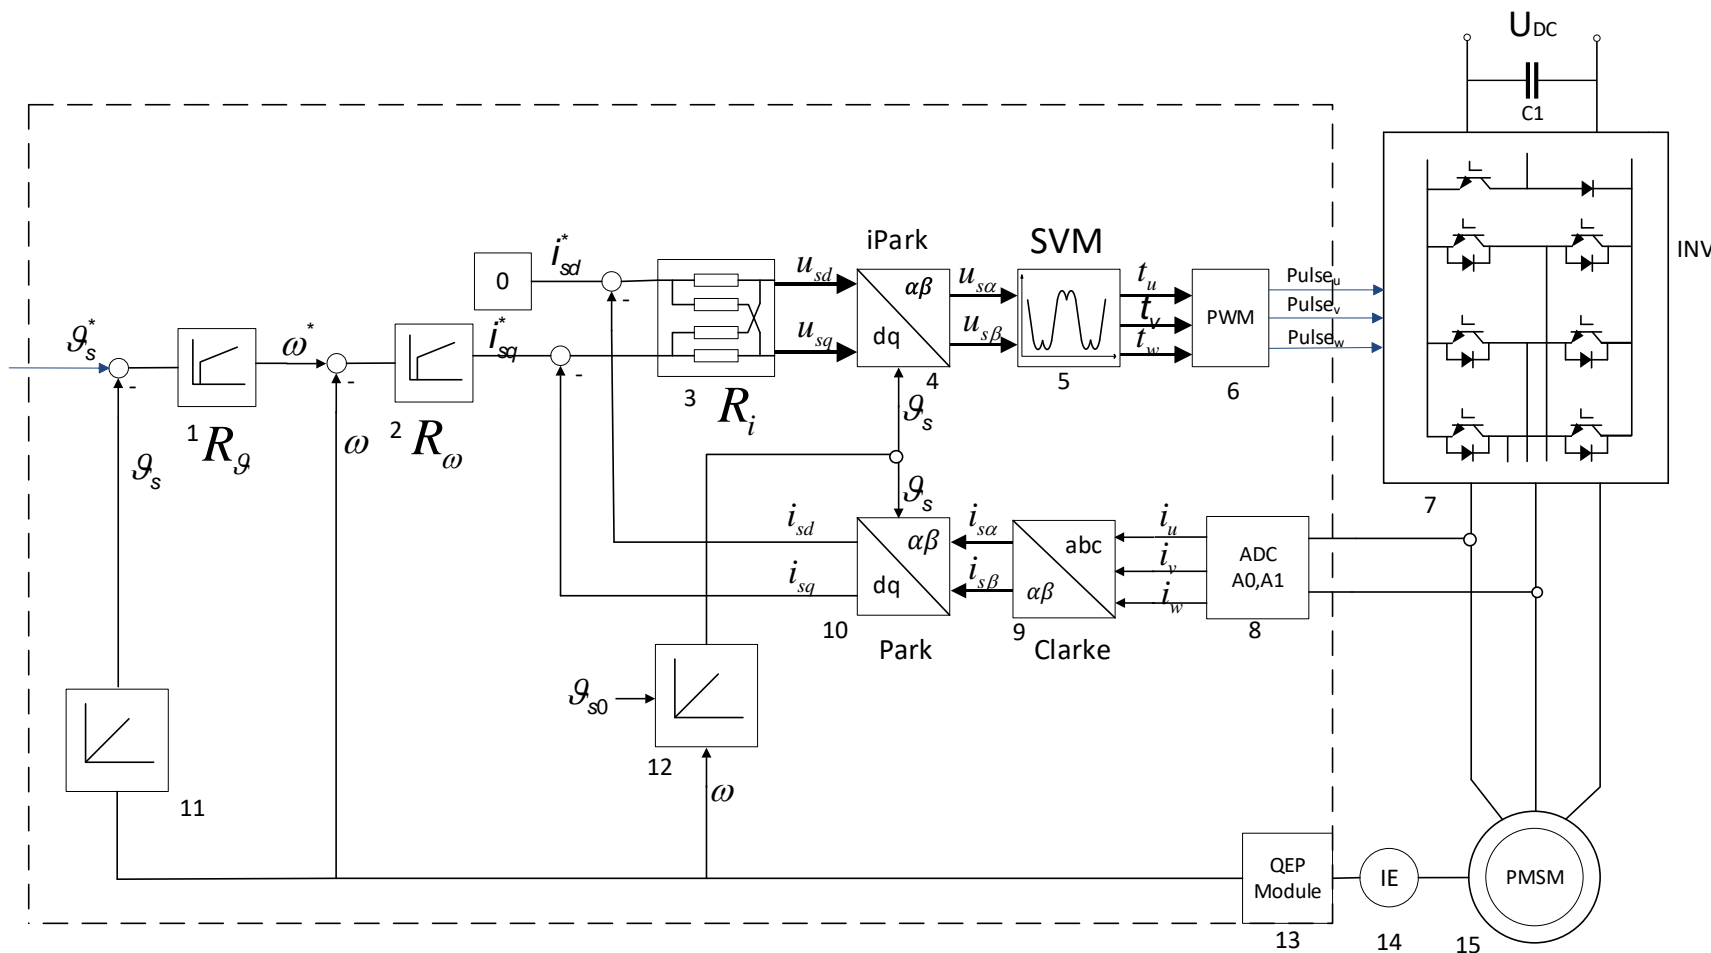 U_DC
C1
INV
iPark
SVM
0
i*_sd
u_sd
αβ
u_sα
t_u
Pulse_u
ϑ*_s
ω*
i*_sq
u_sq
dq
u_sβ
t_v
PWM
Pulse_v
t_w
Pulse_w
-
-
-
-
1
R_ϑ
2
R_ω
3
R_i
4
5
6
ϑ_s
ω
ϑ_s
ϑ_s
7
i_sd
αβ
i_sα
abc
i_u
ADC
A0,A1
i_sq
dq
i_sβ
αβ
i_v
i_w
10
Park
9
Clarke
8
ϑ_s0
12
11
ω
QEP
Module
IE
PMSM
13
14
15